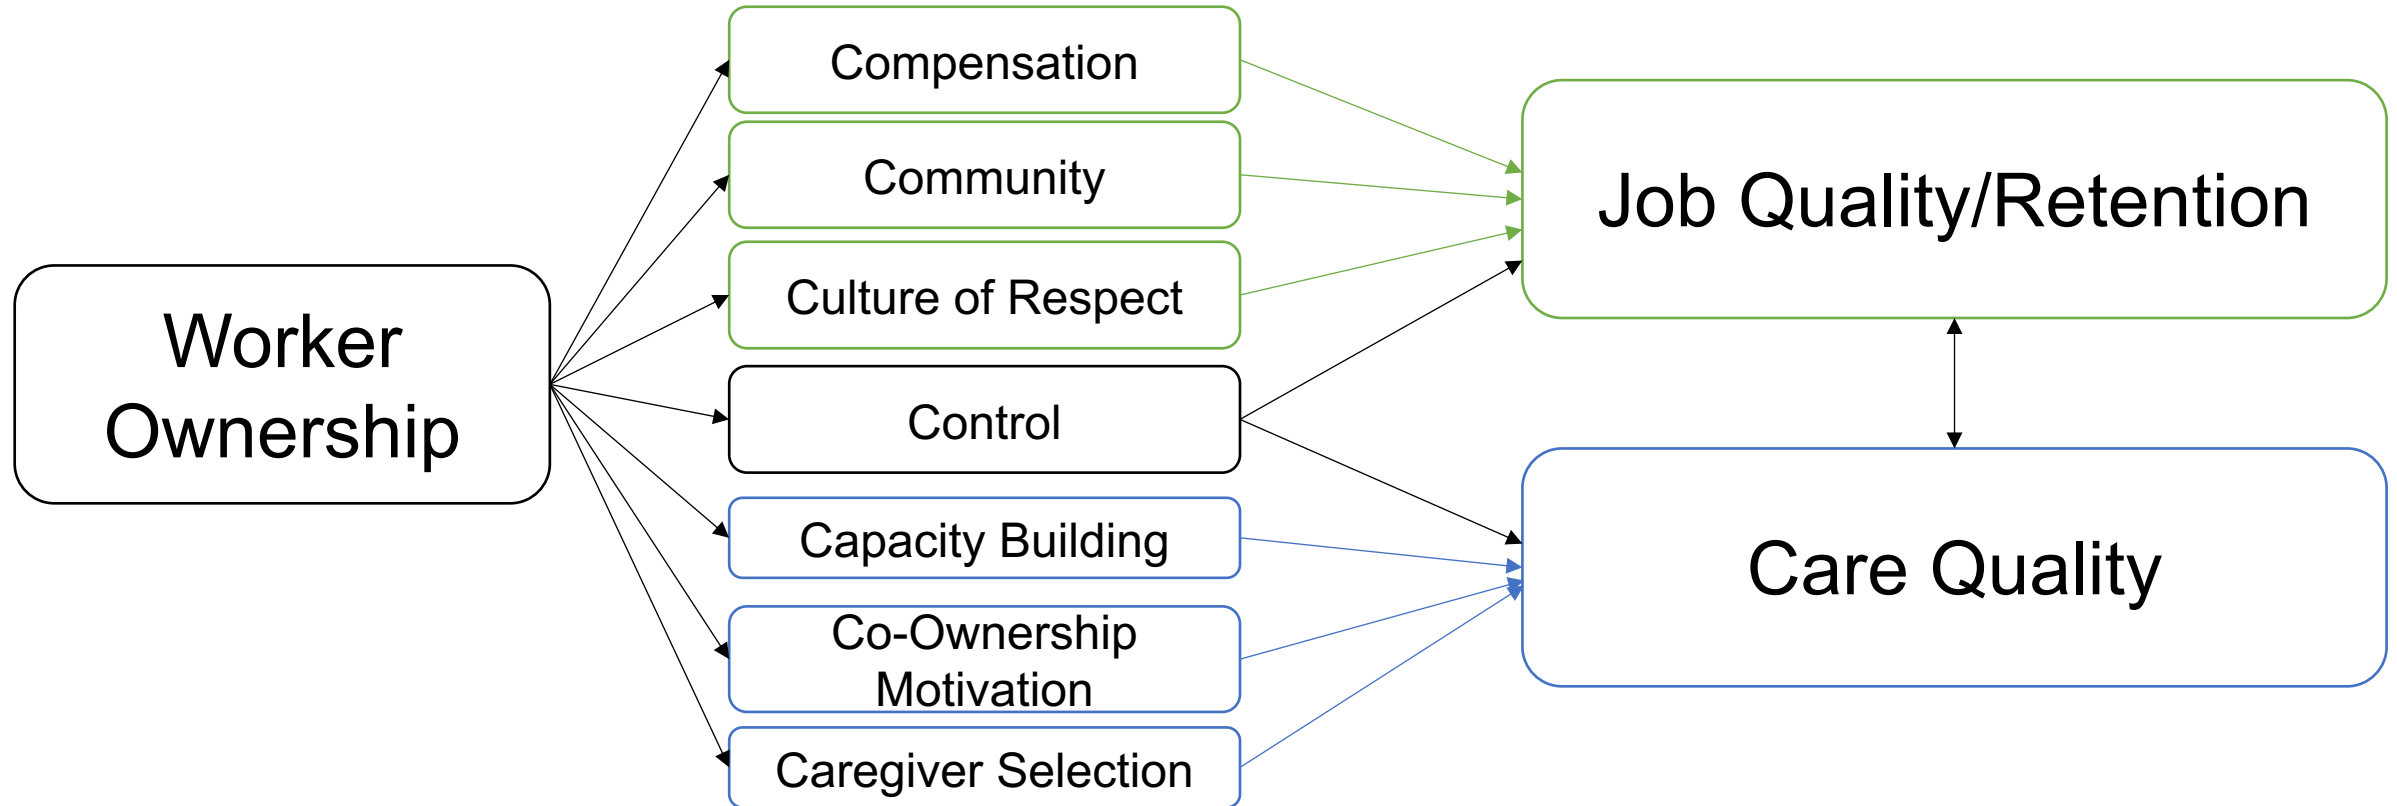 Worker
Ownership
Compensation
Community
Culture of Respect
Control
Capacity Building
Co-Ownership
Motivation
Caregiver Selection
Job Quality/Retention
Care Quality